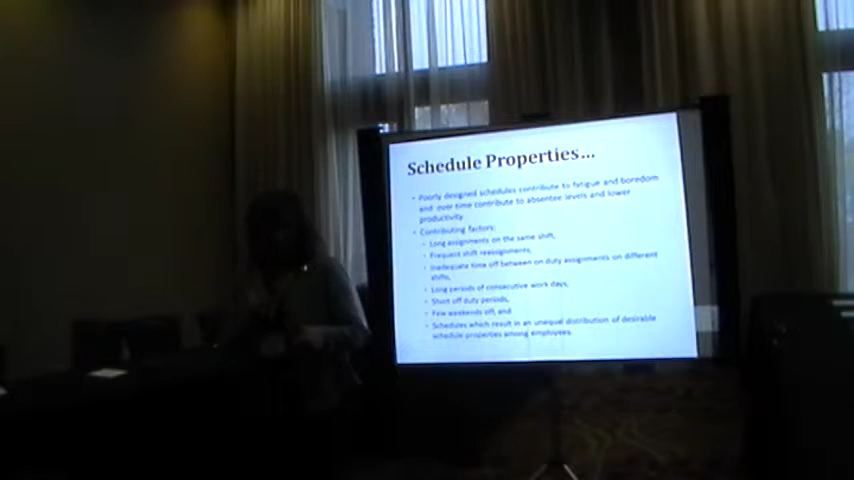 Schedule Properties...
• Poorly designed schedules contribute to fatigue and boredom
and over time contribute to absentee levels and lower
productivity.
• Contributing factors:
• Long assignments on the same shift,
• Frequent shift reassignments,
• Inadequate time off between on duty assignments on different
shifts,
• Long periods of consecutive work days,
• Short off duty periods,
• Few weekends off, and
• Schedules which result in an unequal distribution of desirable
schedule properties among employees.